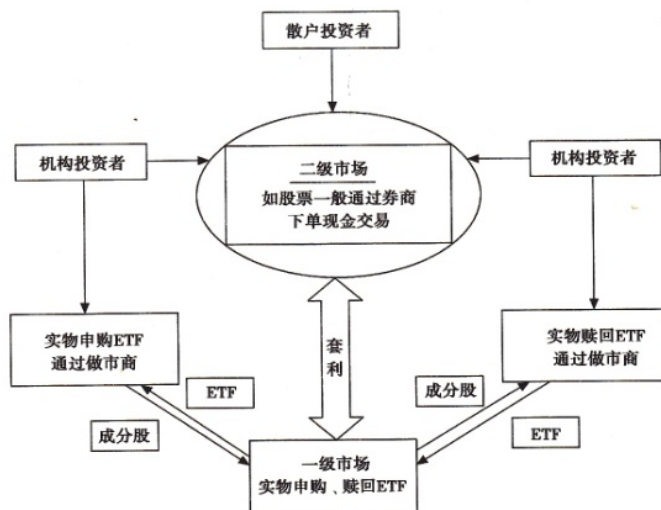 散户投资者
机构投资者
二级市场
如股票一般通过券商
下单现金交易
机构投资者
实物申购ETF
通过做市商
套利
实物赎回ETF
通过做市商
ETF
成分股
成分股
ETF
一级市场
实物申购、赎回ETF